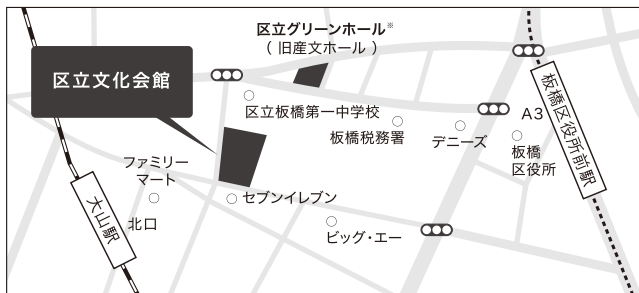 区立グリーンホール※
（ 旧産文ホール ）
区立文化会館
区立板橋第一中学校
板橋税務署
デニーズ
A3
板橋
区役所
板橋区役所前駅
ファミリー
マート
セブンイレブン
大山駅
北口
ビッグ・エー